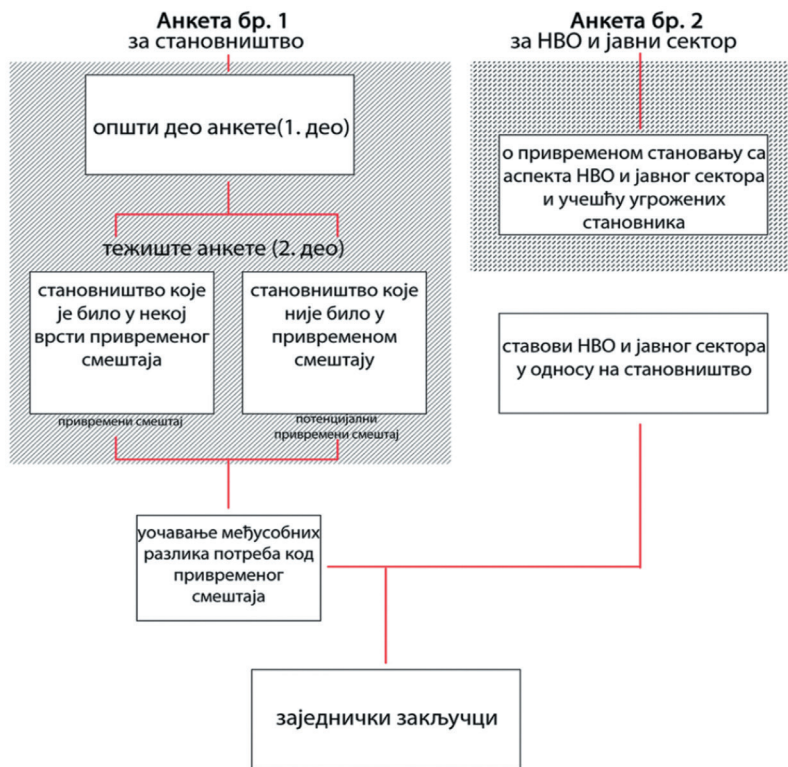 Анкета бр. 1
за становништво
општи део анкете(1. део)
тежиште анкете (2. део)
становништво које
је било у некој
врсти привременог
смештаја
привремени смештај
становништво које
није било у
привременом
смештају
потенцијални
привремени смештај
уочавање међусобних
разлика потреба код
привременог
смештаја
Анкета бр. 2
за НВО и јавни сектор
о привременом становању са
аспекта НВО и јавног сектора
и учешћу угрожених
становника
ставови НВО и јавног сектора
у односу на становништво
заједнички закључци